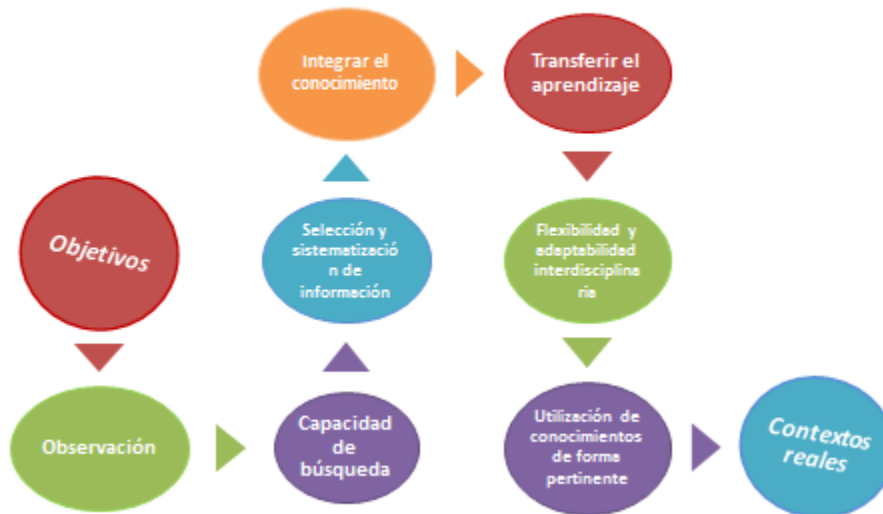 Objetivos
Observación
Capacidad
de
búsqueda
Selección y
sistematizació
n de
información
Integrar el
conocimiento
Transferir el
aprendizaje
Flexibilidad y
adaptabilidad
interdisciplina
ria
Utilización de
conocimientos
de forma
pertinente
Contextos
reales